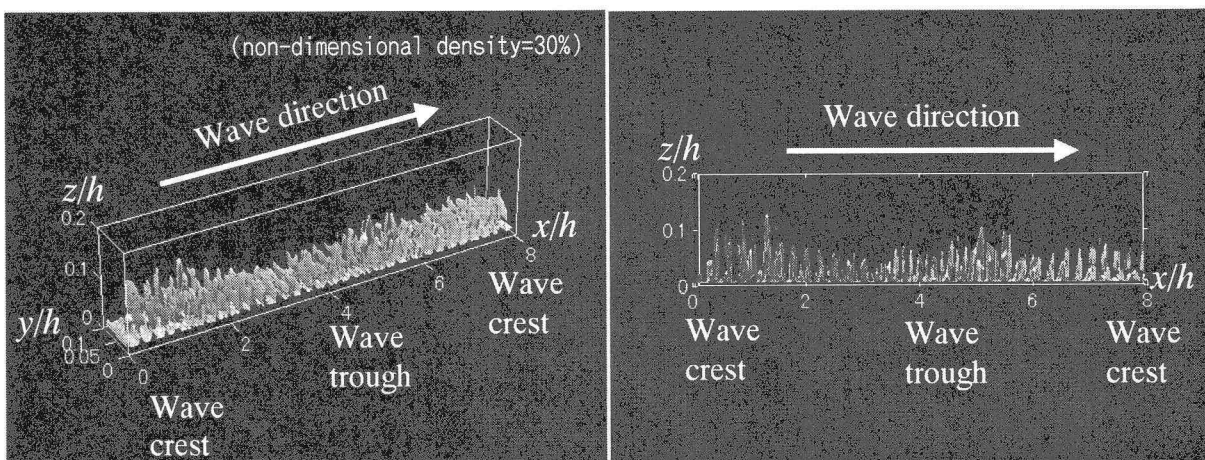 (non-dimensional density=30%)
Wave direction
z/h
0.2
0.1
0
y/h
0.1
0.05
0
0
2
4
6
8
x/h
Wave
crest
Wave
trough
Wave
crest
Wave direction
z/h
0.2
0.1
0
0
2
4
6
8
x/h
Wave
crest
Wave
trough
Wave
crest